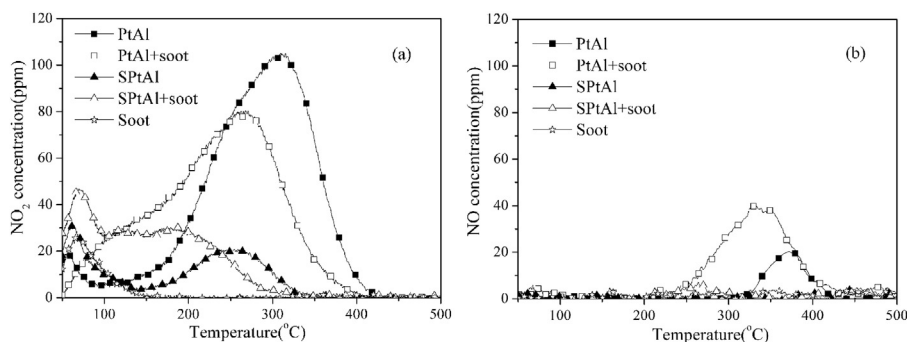 (a)
NO2 concentration(ppm)
120
100
80
60
40
20
0
PtAl
PtAl+soot
SPtAl
SPtAl+soot
Soot
100 200 300 400 500
Temperature(°C)
(b)
NO concentration(ppm)
120
100
80
60
40
20
0
PtAl
PtAl+soot
SPtAl
SPtAl+soot
Soot
100 200 300 400 500
Temperature(°C)